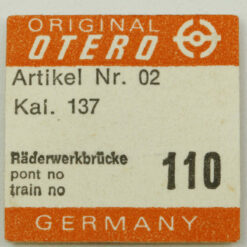 ORIGINAL
OTERO
Artikel Nr. 02
Kal. 137
Räderwerkbrücke
pont no
train no
110
GERMANY